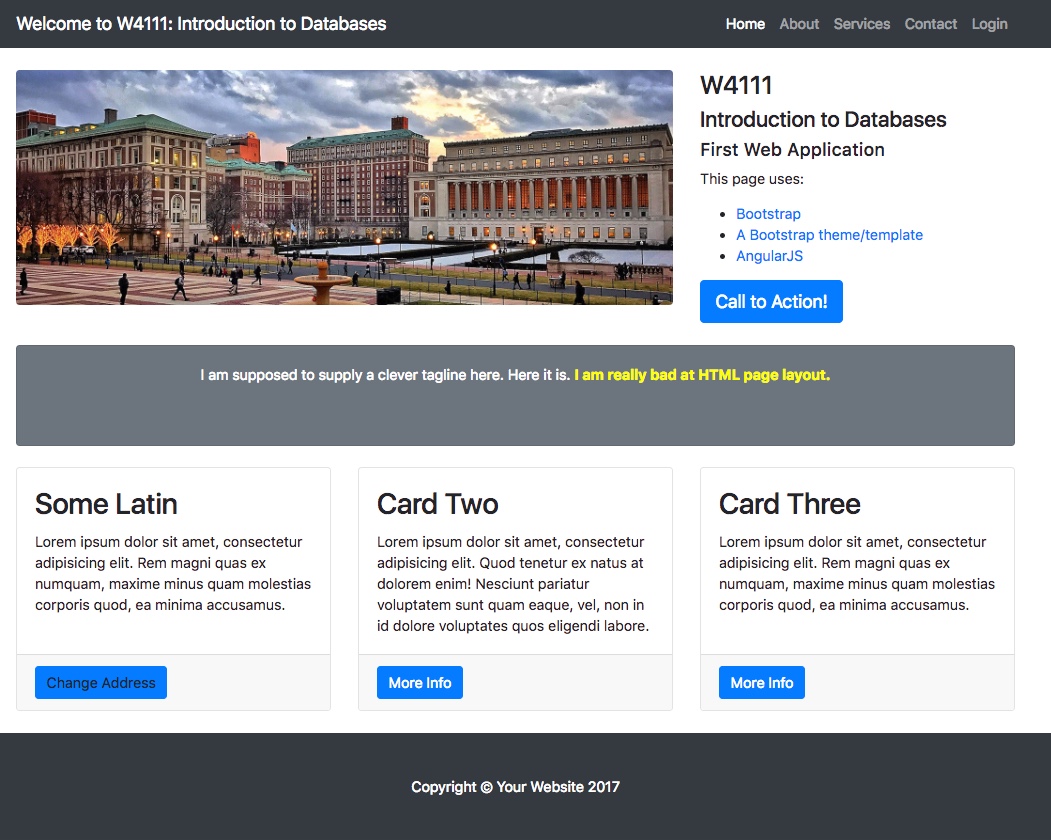 Welcome to W4111: Introduction to Databases
Home About Services Contact Login
W4111
Introduction to Databases
First Web Application
This page uses:
Bootstrap
A Bootstrap theme/template
AngularJS
Call to Action!
I am supposed to supply a clever tagline here. Here it is. I am really bad at HTML page layout.
Some Latin
Lorem ipsum dolor sit amet, consectetur
adipisicing elit. Rem magni quas ex
numquam, maxime minus quam molestias
corporis quod, ea minima accusamus.
Change Address
Card Two
Lorem ipsum dolor sit amet, consectetur
adipisicing elit. Quod tenetur ex natus at
dolorem enim! Nesciunt pariatur
voluptatem sunt quam eaque, vel, non in
id dolore voluptates quos eligendi labore.
More Info
Card Three
Lorem ipsum dolor sit amet, consectetur
adipisicing elit. Rem magni quas ex
numquam, maxime minus quam molestias
corporis quod, ea minima accusamus.
More Info
Copyright © Your Website 2017